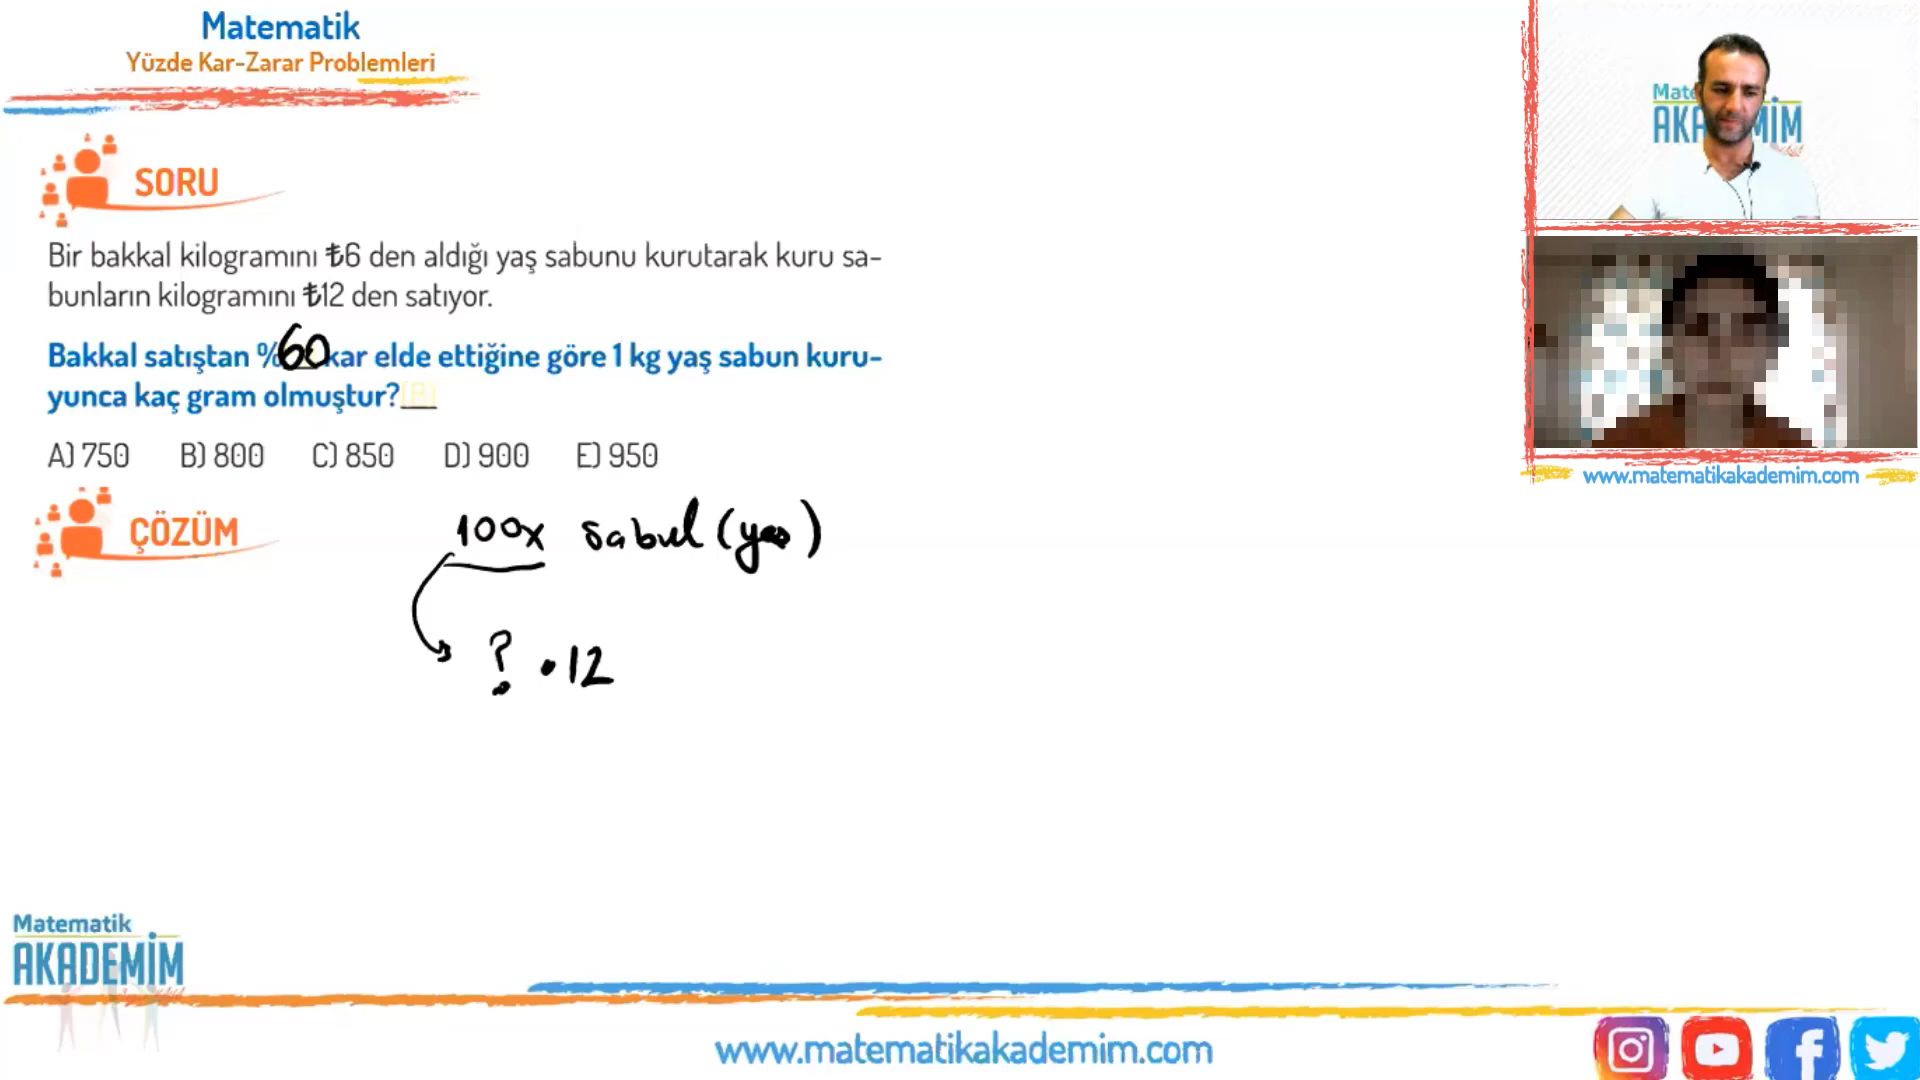 Matematik
Yüzde Kar-Zarar Problemleri
SORU
Bir bakkal kilogramını ₺6 den aldığı yaş sabunu kurutarak kuru sa-
bunların kilogramını ₺12 den satıyor.
Bakkal satıştan %60 kar elde ettiğine göre 1 kg yaş sabun kuru-
yunca kaç gram olmuştur? (B)
A) 750 B) 800 C) 850 D) 900 E) 950
ÇÖZÜM
100x sabul (yaş)
? • 12
AKADEMİM
www.matematikakademim.com
Matematik
AKADEMİM
www.matematikakademim.com